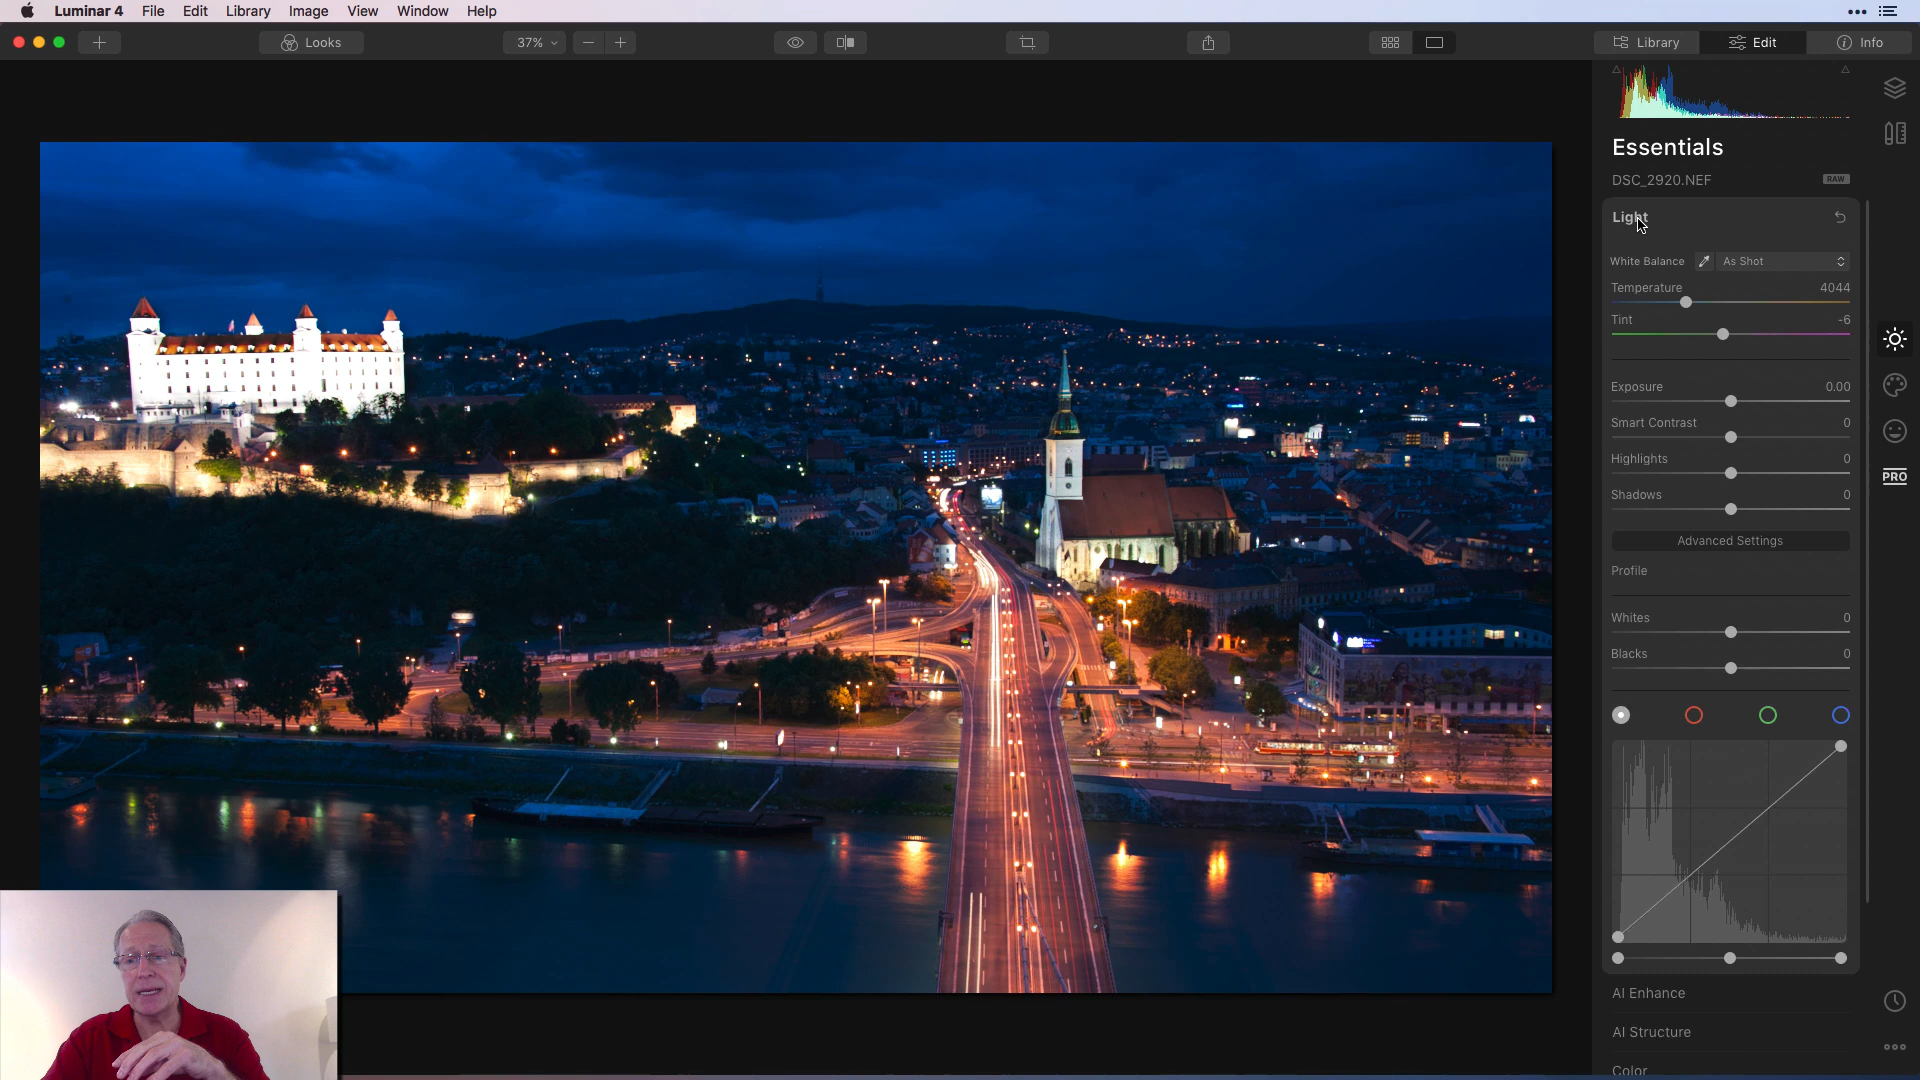 Luminar 4 File Edit Library Image View Window Help
Looks 37% Library Edit Info
Essentials
DSC_2920.NEF RAW
Light
White Balance As Shot
Temperature 4044
Tint -6
Exposure 0.00
Smart Contrast 0
Highlights 0
Shadows 0
PRO
Advanced Settings
Profile
Whites 0
Blacks 0
AI Enhance
AI Structure
Color